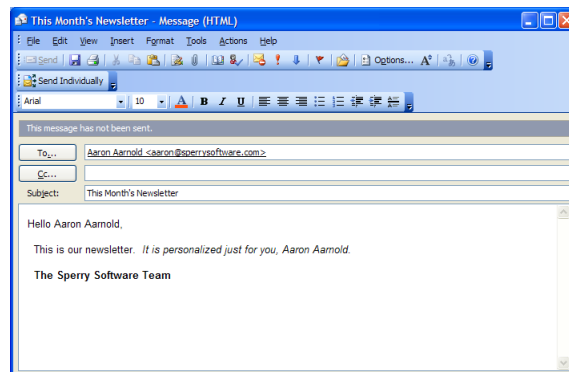 This Month's Newsletter - Message (HTML)
File Edit View Insert Format Tools Actions Help
Send Options...
Send Individually
Arial 10 A B I U
This message has not been sent.
To... Aaron Aarnold <aaron@sperrysoftware.com>
Cc...
Subject: This Month's Newsletter
Hello Aaron Aarnold,
This is our newsletter. It is personalized just for you, Aaron Aarnold.
The Sperry Software Team